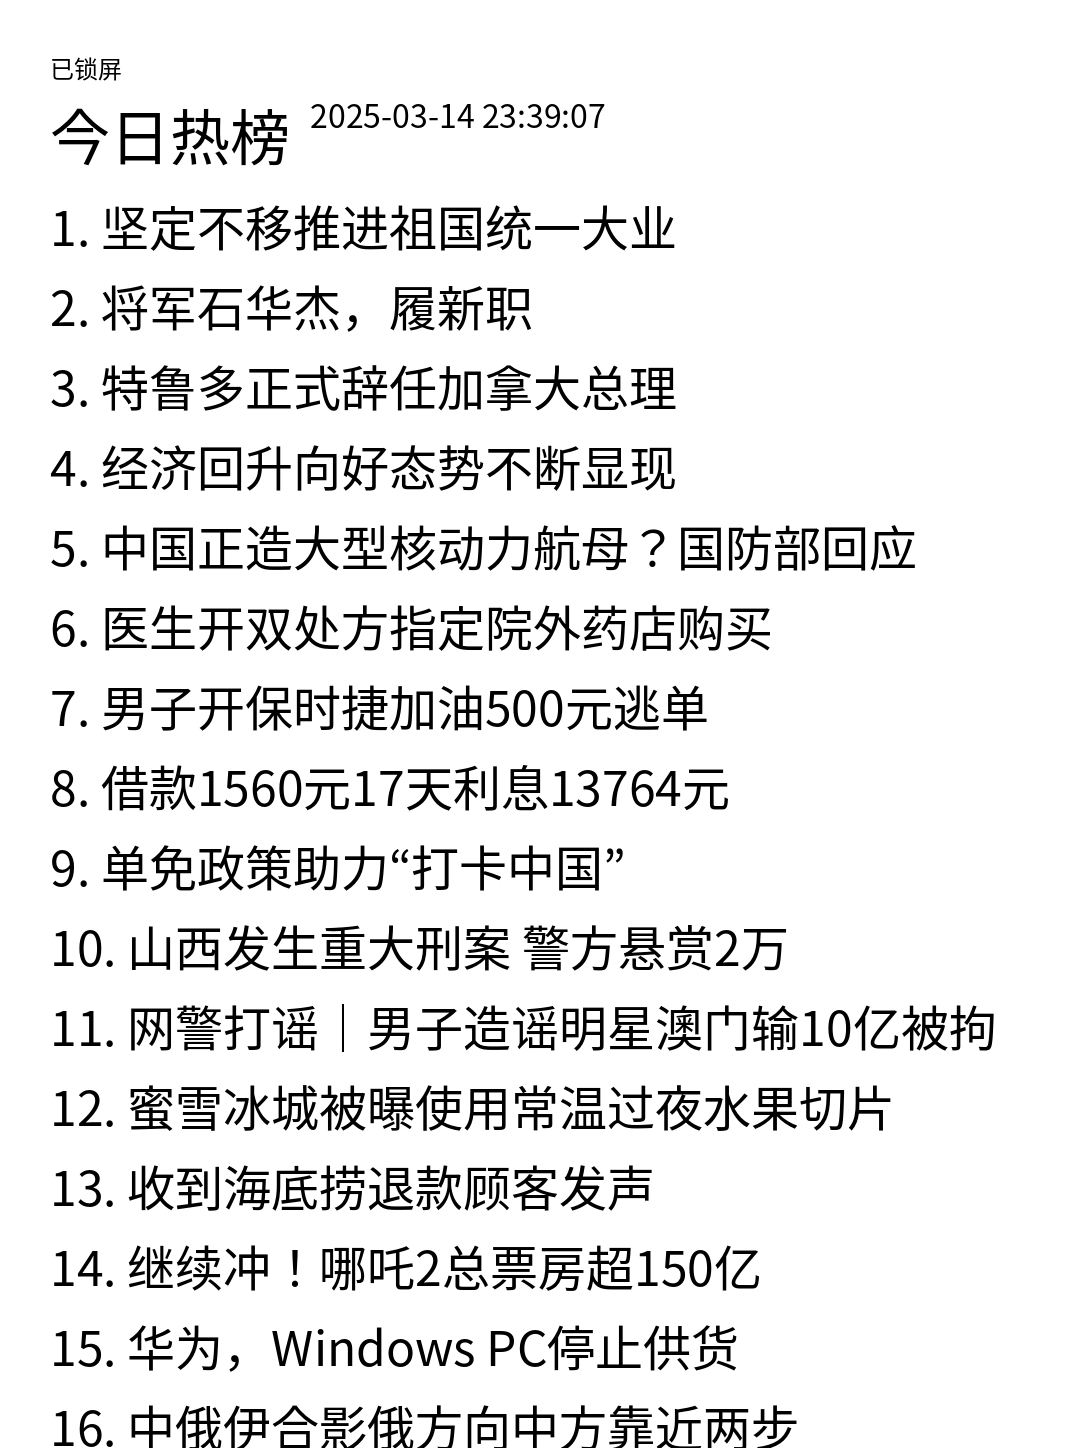 已锁屏
今日热榜 2025-03-14 23:39:07
1. 坚定不移推进祖国统一大业
2. 将军石华杰，履新职
3. 特鲁多正式辞任加拿大总理
4. 经济回升向好态势不断显现
5. 中国正造大型核动力航母？国防部回应
6. 医生开双处方指定院外药店购买
7. 男子开保时捷加油500元逃单
8. 借款1560元17天利息13764元
9. 单免政策助力“打卡中国”
10. 山西发生重大刑案 警方悬赏2万
11. 网警打谣｜男子造谣明星澳门输10亿被拘
12. 蜜雪冰城被曝使用常温过夜水果切片
13. 收到海底捞退款顾客发声
14. 继续冲！哪吒2总票房超150亿
15. 华为，Windows PC停止供货
16. 中俄伊合影俄方向中方靠近两步